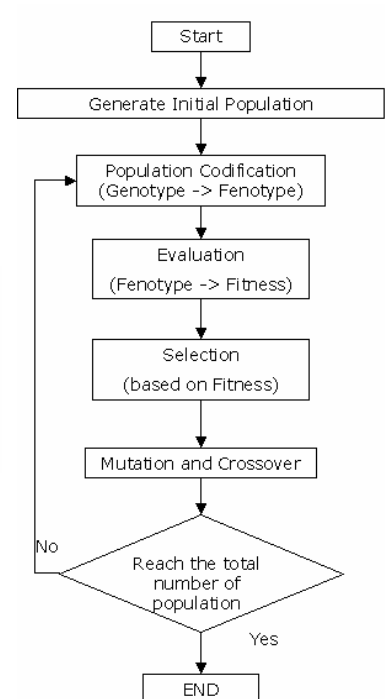 Start
Generate Initial Population
Population Codification
(Genotype -> Fenotype)
Evaluation
(Fenotype -> Fitness)
Selection
(based on Fitness)
Mutation and Crossover
No
Reach the total
number of
population
Yes
END